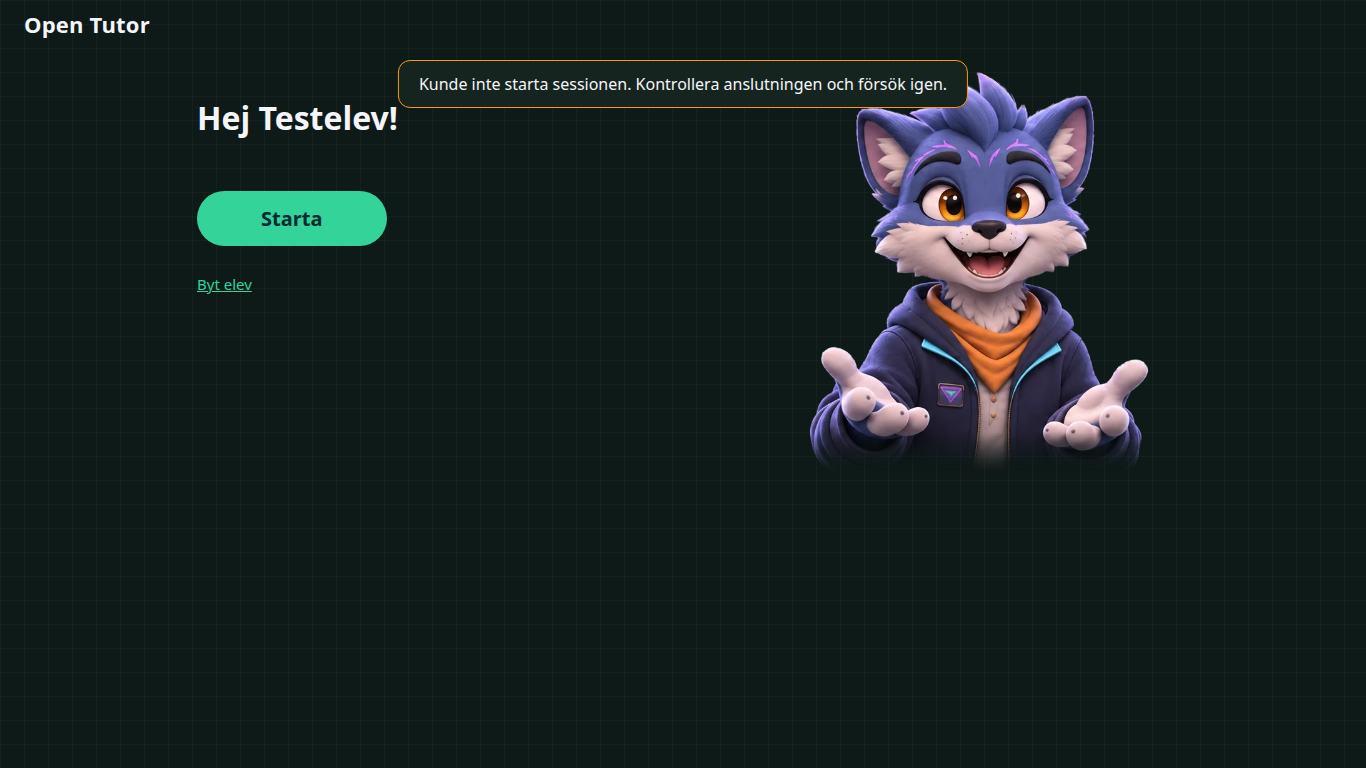 Open Tutor
Kunde inte starta sessionen. Kontrollera anslutningen och försök igen.
Hej Testelev!
Starta
Byt elev